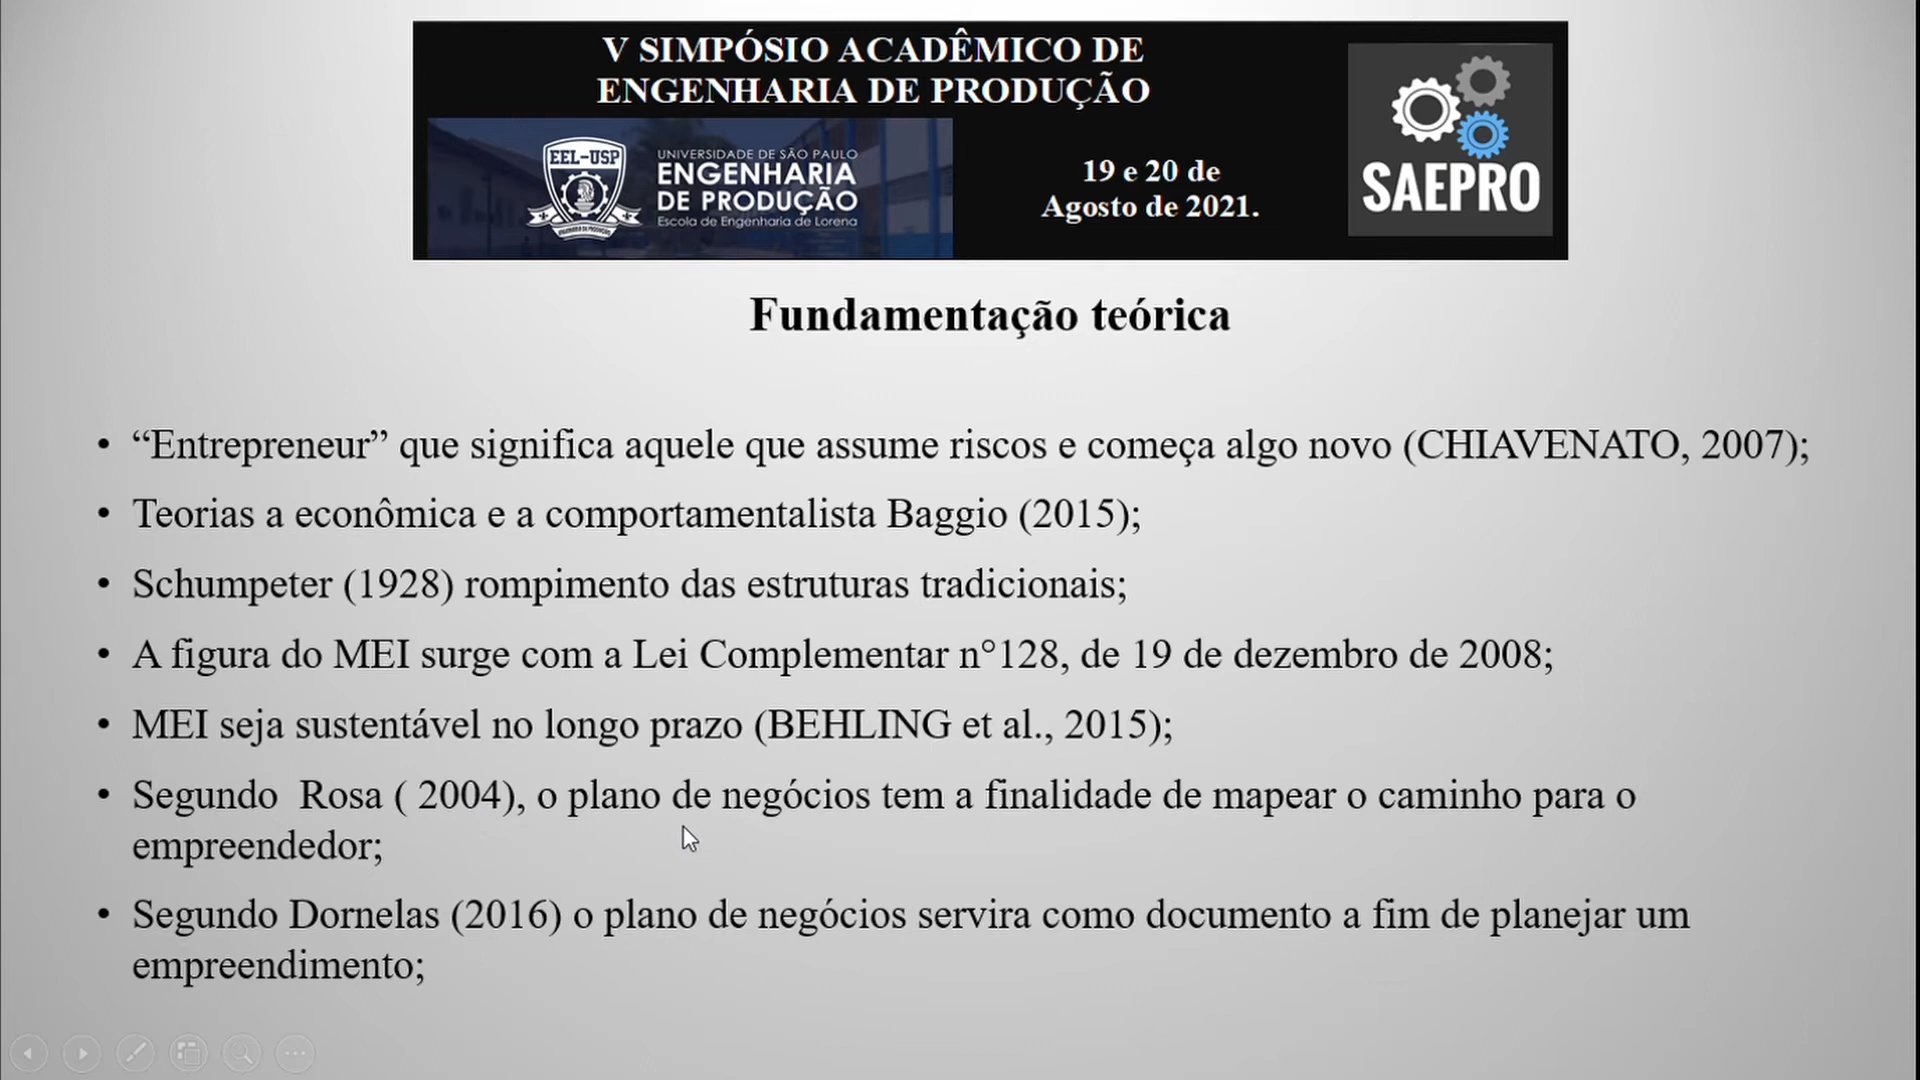 V SIMPÓSIO ACADÊMICO DE
ENGENHARIA DE PRODUÇÃO
EEL-USP
UNIVERSIDADE DE SÃO PAULO
ENGENHARIA
DE PRODUÇÃO
Escola de Engenharia de Lorena
19 e 20 de
Agosto de 2021.
SAEPRO
Fundamentação teórica
• “Entrepreneur” que significa aquele que assume riscos e começa algo novo (CHIAVENATO, 2007);
• Teorias a econômica e a comportamentalista Baggio (2015);
• Schumpeter (1928) rompimento das estruturas tradicionais;
• A figura do MEI surge com a Lei Complementar n°128, de 19 de dezembro de 2008;
• MEI seja sustentável no longo prazo (BEHLING et al., 2015);
• Segundo  Rosa ( 2004), o plano de negócios tem a finalidade de mapear o caminho para o
empreendedor;
• Segundo Dornelas (2016) o plano de negócios servira como documento a fim de planejar um
empreendimento;